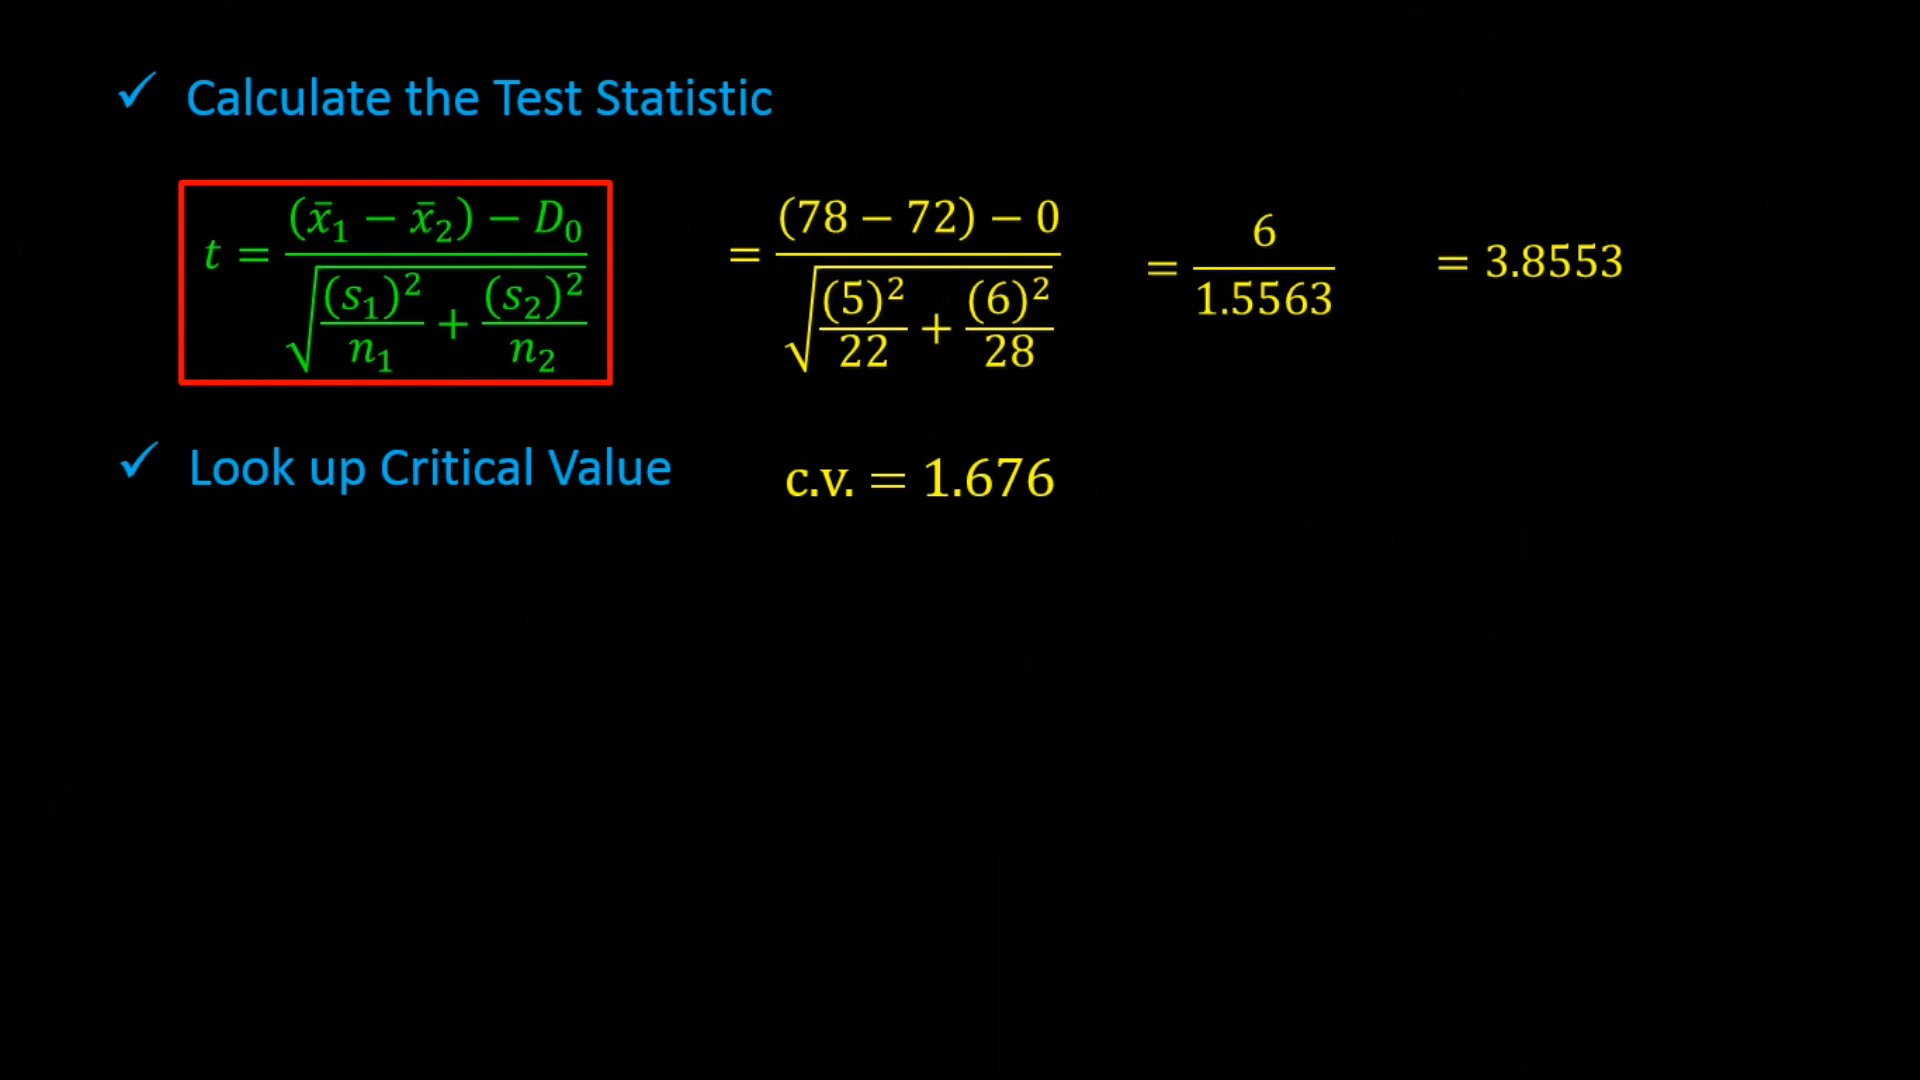 ✓ Calculate the Test Statistic
t = ((x̄₁ − x̄₂) − D₀) / √((s₁)²/n₁ + (s₂)²/n₂) = ((78 − 72) − 0) / √((5)²/22 + (6)²/28) = 6/1.5563 = 3.8553
✓ Look up Critical Value c.v. = 1.676